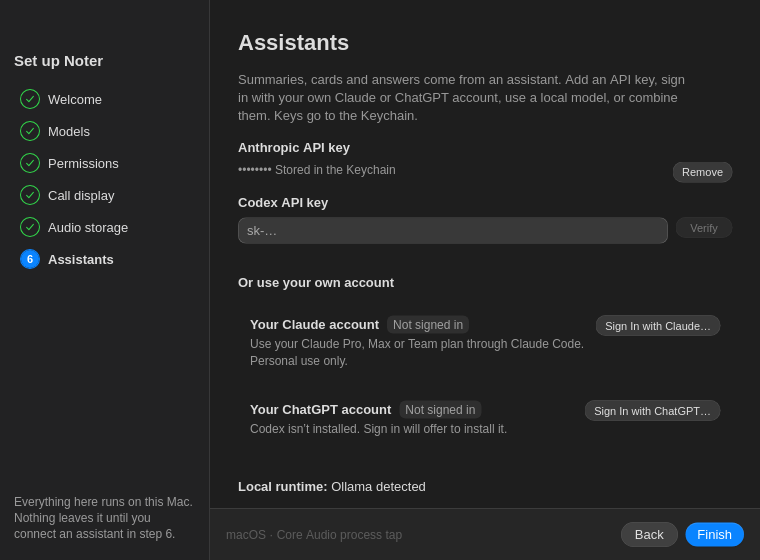 Set up Noter
Welcome
Models
Permissions
Call display
Audio storage
6 Assistants
Everything here runs on this Mac.
Nothing leaves it until you
connect an assistant in step 6.
Assistants
Summaries, cards and answers come from an assistant. Add an API key, sign
in with your own Claude or ChatGPT account, use a local model, or combine
them. Keys go to the Keychain.
Anthropic API key
•••••••• Stored in the Keychain
Remove
Codex API key
sk-…
Verify
Or use your own account
Your Claude account Not signed in
Sign In with Claude…
Use your Claude Pro, Max or Team plan through Claude Code.
Personal use only.
Your ChatGPT account Not signed in
Sign In with ChatGPT…
Codex isn’t installed. Sign in will offer to install it.
Local runtime: Ollama detected
macOS · Core Audio process tap
Back
Finish